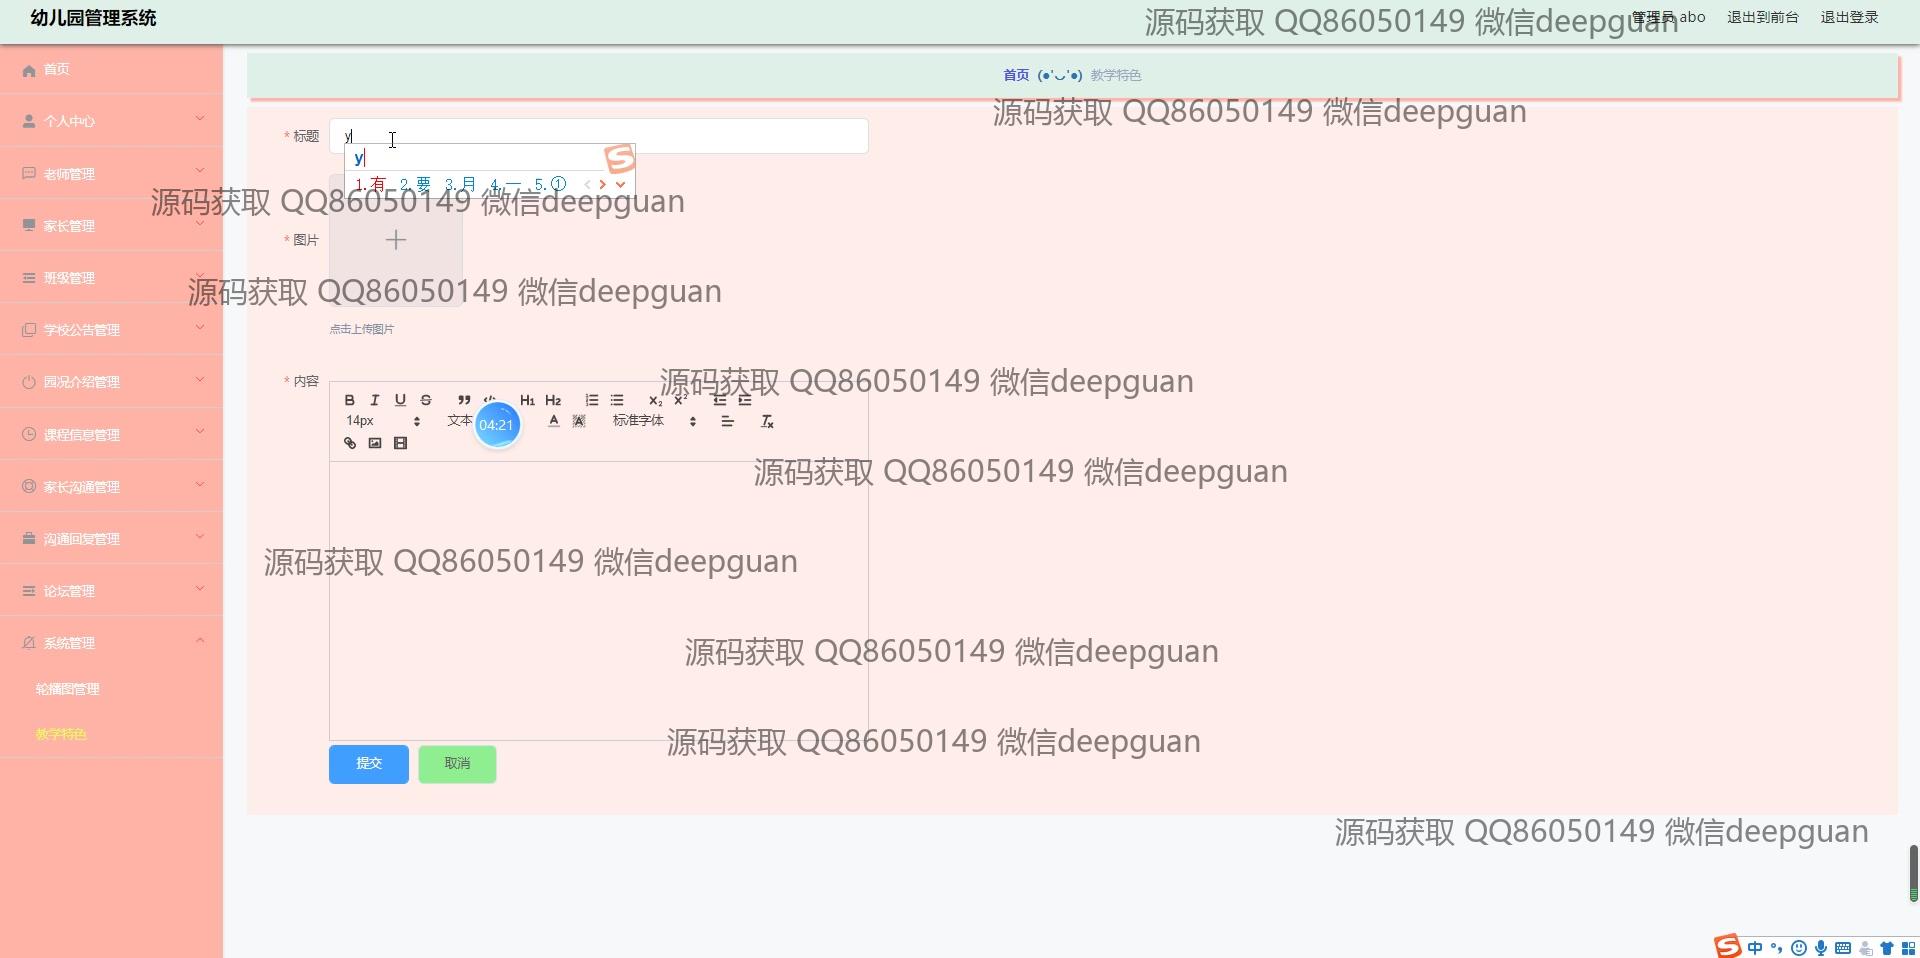 幼儿园管理系统
源码获取 QQ86050149 微信deepguan
管理员 abo 退出到前台 退出登录
首页
首页 (●'◡'●) 教学特色
源码获取 QQ86050149 微信deepguan
个人中心
* 标题 y
y
老师管理
1.有 2.要 3.月 4.一 5.①
源码获取 QQ86050149 微信deepguan
家长管理
* 图片
班级管理
源码获取 QQ86050149 微信deepguan
学校公告管理
点击上传图片
园况介绍管理
* 内容
源码获取 QQ86050149 微信deepguan
B I U S H1 H2 X₂ X²
14px 文本 04:21 A A 标准字体 Tx
课程信息管理
源码获取 QQ86050149 微信deepguan
家长沟通管理
沟通回复管理
源码获取 QQ86050149 微信deepguan
论坛管理
系统管理
源码获取 QQ86050149 微信deepguan
轮播图管理
教学特色
源码获取 QQ86050149 微信deepguan
提交 取消
源码获取 QQ86050149 微信deepguan
中